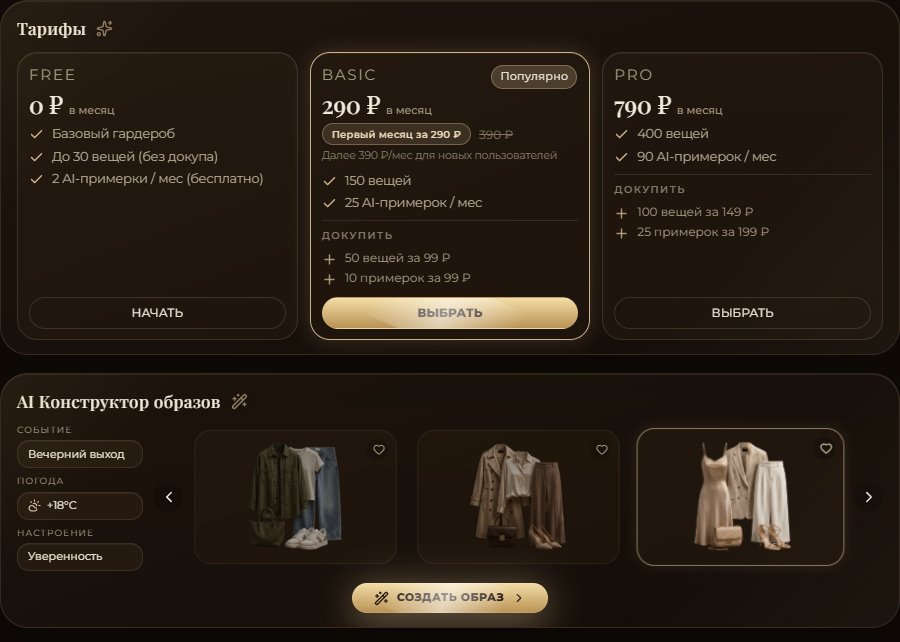 Тарифы
FREE
0 ₽ в месяц
Базовый гардероб
До 30 вещей (без докупа)
2 AI-примерки / мес (бесплатно)
НАЧАТЬ
BASIC
Популярно
290 ₽ в месяц
Первый месяц за 290 ₽ 390 ₽
Далее 390 ₽/мес для новых пользователей
150 вещей
25 AI-примерок / мес
ДОКУПИТЬ
50 вещей за 99 ₽
10 примерок за 99 ₽
ВЫБРАТЬ
PRO
790 ₽ в месяц
400 вещей
90 AI-примерок / мес
ДОКУПИТЬ
100 вещей за 149 ₽
25 примерок за 199 ₽
ВЫБРАТЬ
AI Конструктор образов
СОБЫТИЕ
Вечерний выход
ПОГОДА
+18°C
НАСТРОЕНИЕ
Уверенность
СОЗДАТЬ ОБРАЗ